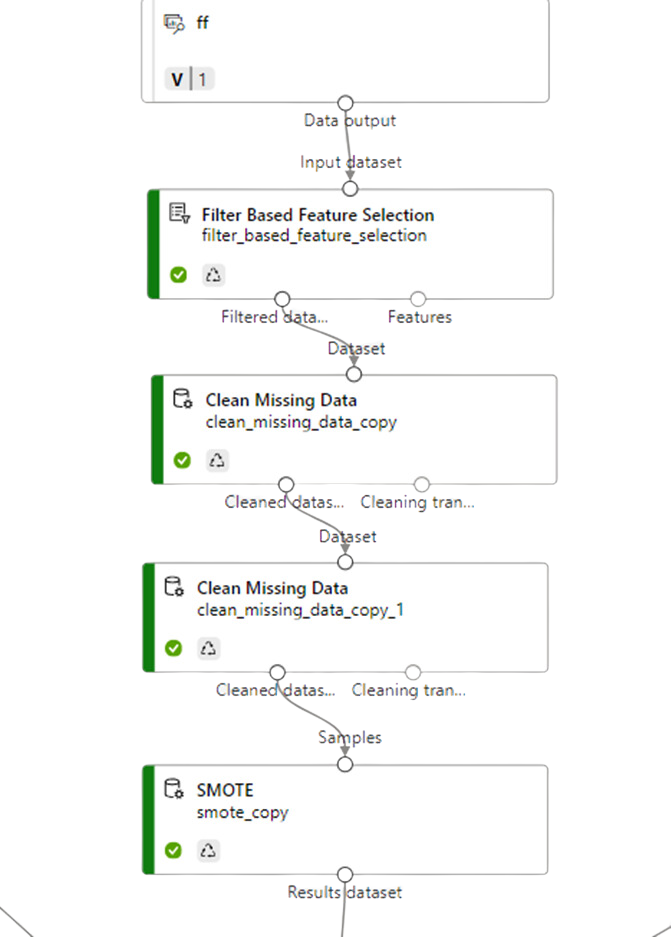 ff
V | 1
Data output
Input dataset
Filter Based Feature Selection
filter_based_feature_selection
Filtered data...
Features
Dataset
Clean Missing Data
clean_missing_data_copy
Cleaned datas...
Cleaning tran...
Dataset
Clean Missing Data
clean_missing_data_copy_1
Cleaned datas...
Cleaning tran...
Samples
SMOTE
smote_copy
Results dataset